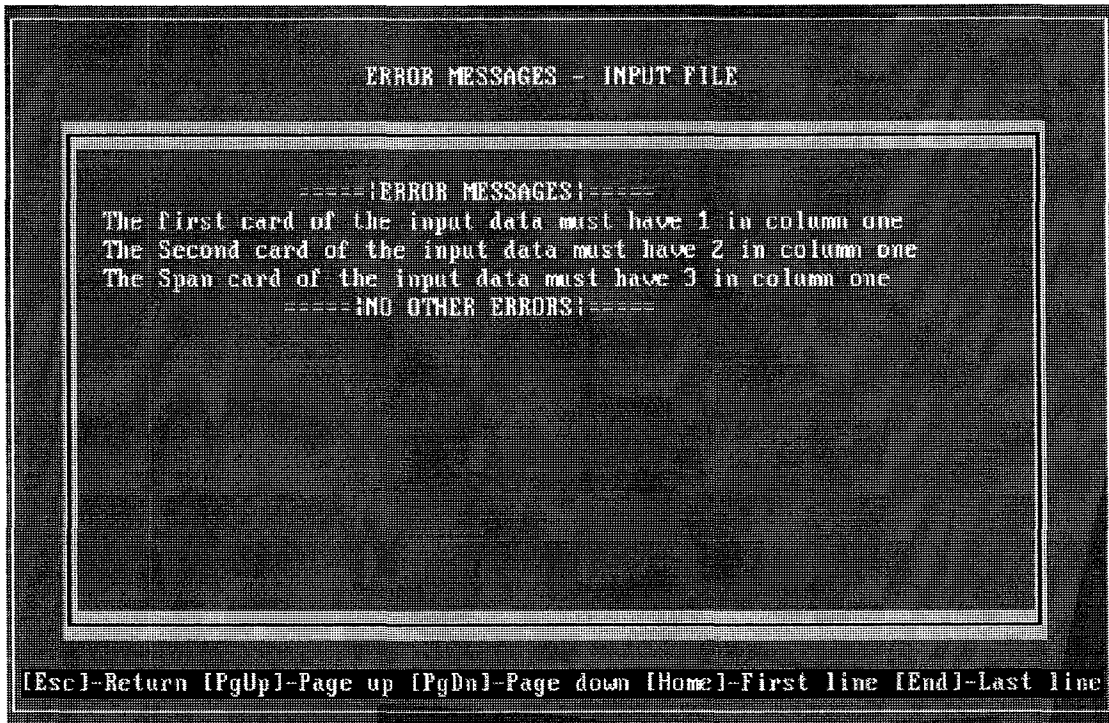 ERROR MESSAGES - INPUT FILE
=====|ERROR MESSAGES|=====
The first card of the input data must have 1 in column one
The Second card of the input data must have 2 in column one
The Span card of the input data must have 3 in column one
=====|NO OTHER ERRORS|=====
[Esc]-Return [PgUp]-Page up [PgDn]-Page down [Home]-First line [End]-Last line